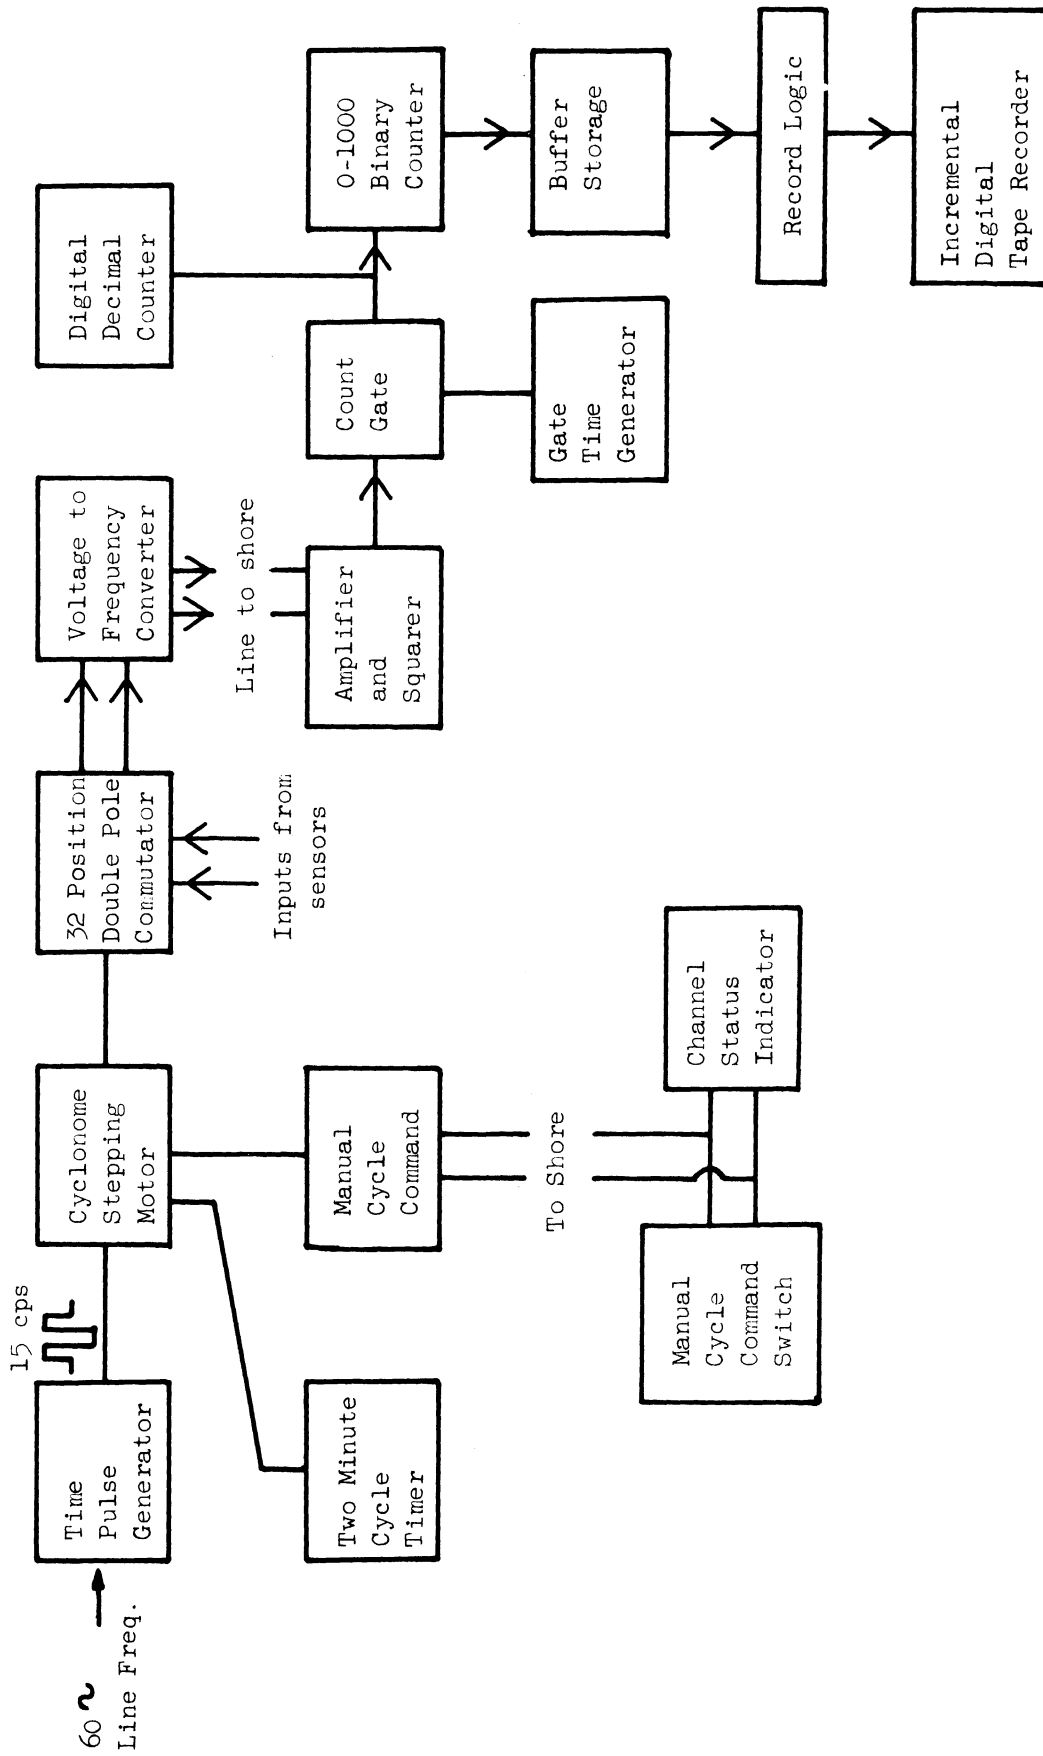 60~
Line Freq.
Time
Pulse
Generator
15 cps
Cyclonome
Stepping
Motor
32 Position
Double Pole
Commutator
Voltage to
Frequency
Converter
Digital
Decimal
Counter
Two Minute
Cycle
Timer
Manual
Cycle
Command
Inputs from
sensors
Line to shore
Amplifier
and
Squarer
Count
Gate
0-1000
Binary
Counter
To Shore
Gate
Time
Generator
Buffer
Storage
Manual
Cycle
Command
Switch
Channel
Status
Indicator
Record Logic
Incremental
Digital
Tape Recorder